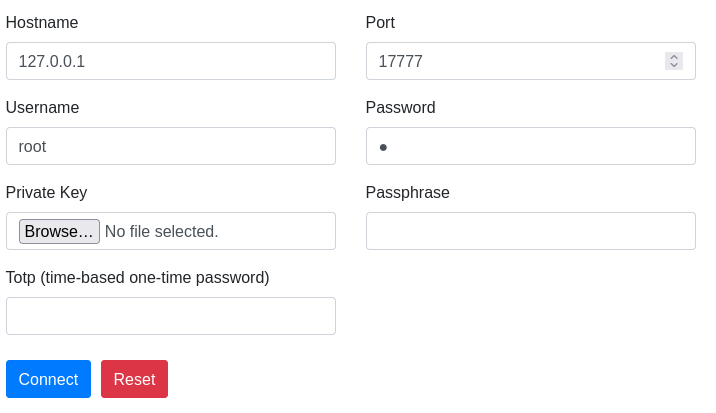 Hostname
Port
127.0.0.1
17777
Username
Password
root
●
Private Key
Passphrase
Browse… No file selected.
Totp (time-based one-time password)
Connect
Reset